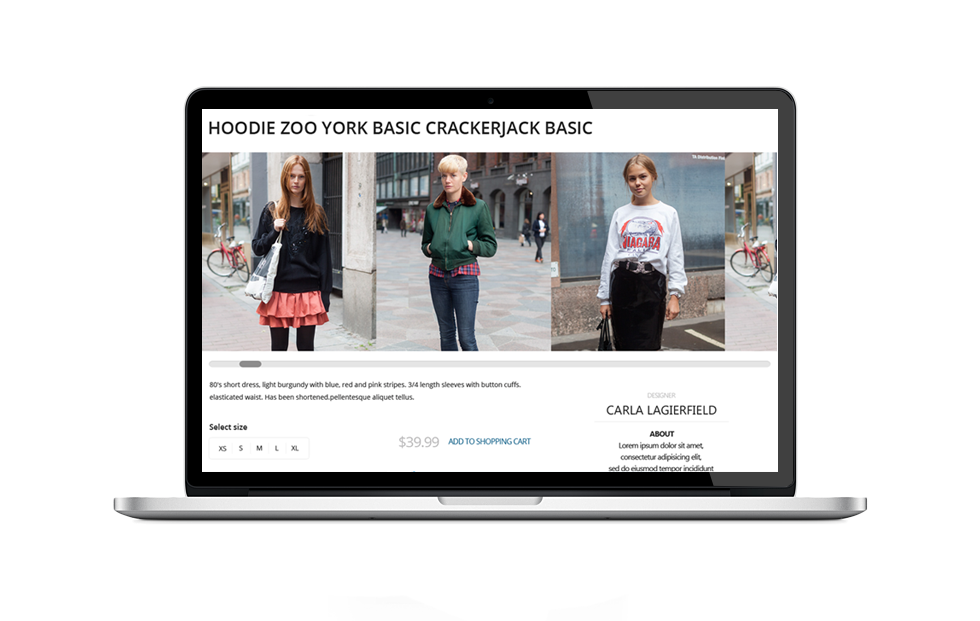 HOODIE ZOO YORK BASIC CRACKERJACK BASIC
NIAGARA
80's short dress, light burgundy with blue, red and pink stripes. 3/4 length sleeves with button cuffs.
elasticated waist. Has been shortened.pellentesque aliquet tellus.
Select size
XS S M L XL
$39.99 ADD TO SHOPPING CART
DESIGNER
CARLA LAGIERFIELD
ABOUT
Lorem ipsum dolor sit amet,
consectetur adipisicing elit,
sed do eiusmod tempor incididunt